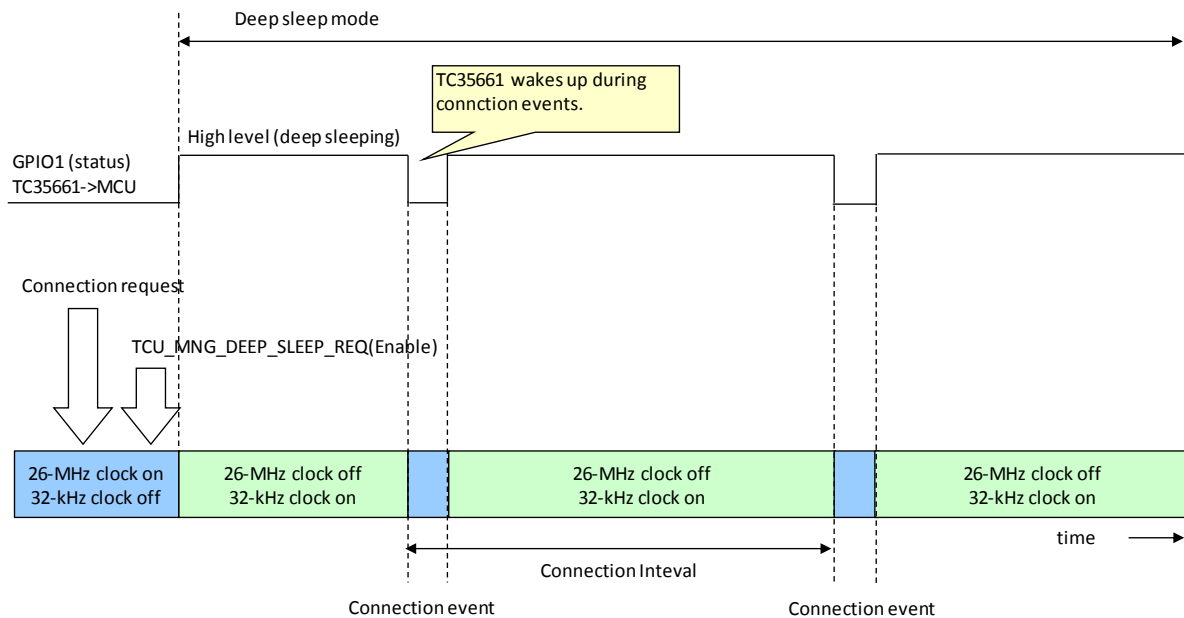 Deep sleep mode
TC35661 wakes up during
connction events.
High level (deep sleeping)
GPIO1 (status)
TC35661->MCU
Connection request
TCU_MNG_DEEP_SLEEP_REQ(Enable)
26-MHz clock on
32-kHz clock off
26-MHz clock off
32-kHz clock on
26-MHz clock off
32-kHz clock on
26-MHz clock off
32-kHz clock on
time
Connection Inteval
Connection event
Connection event